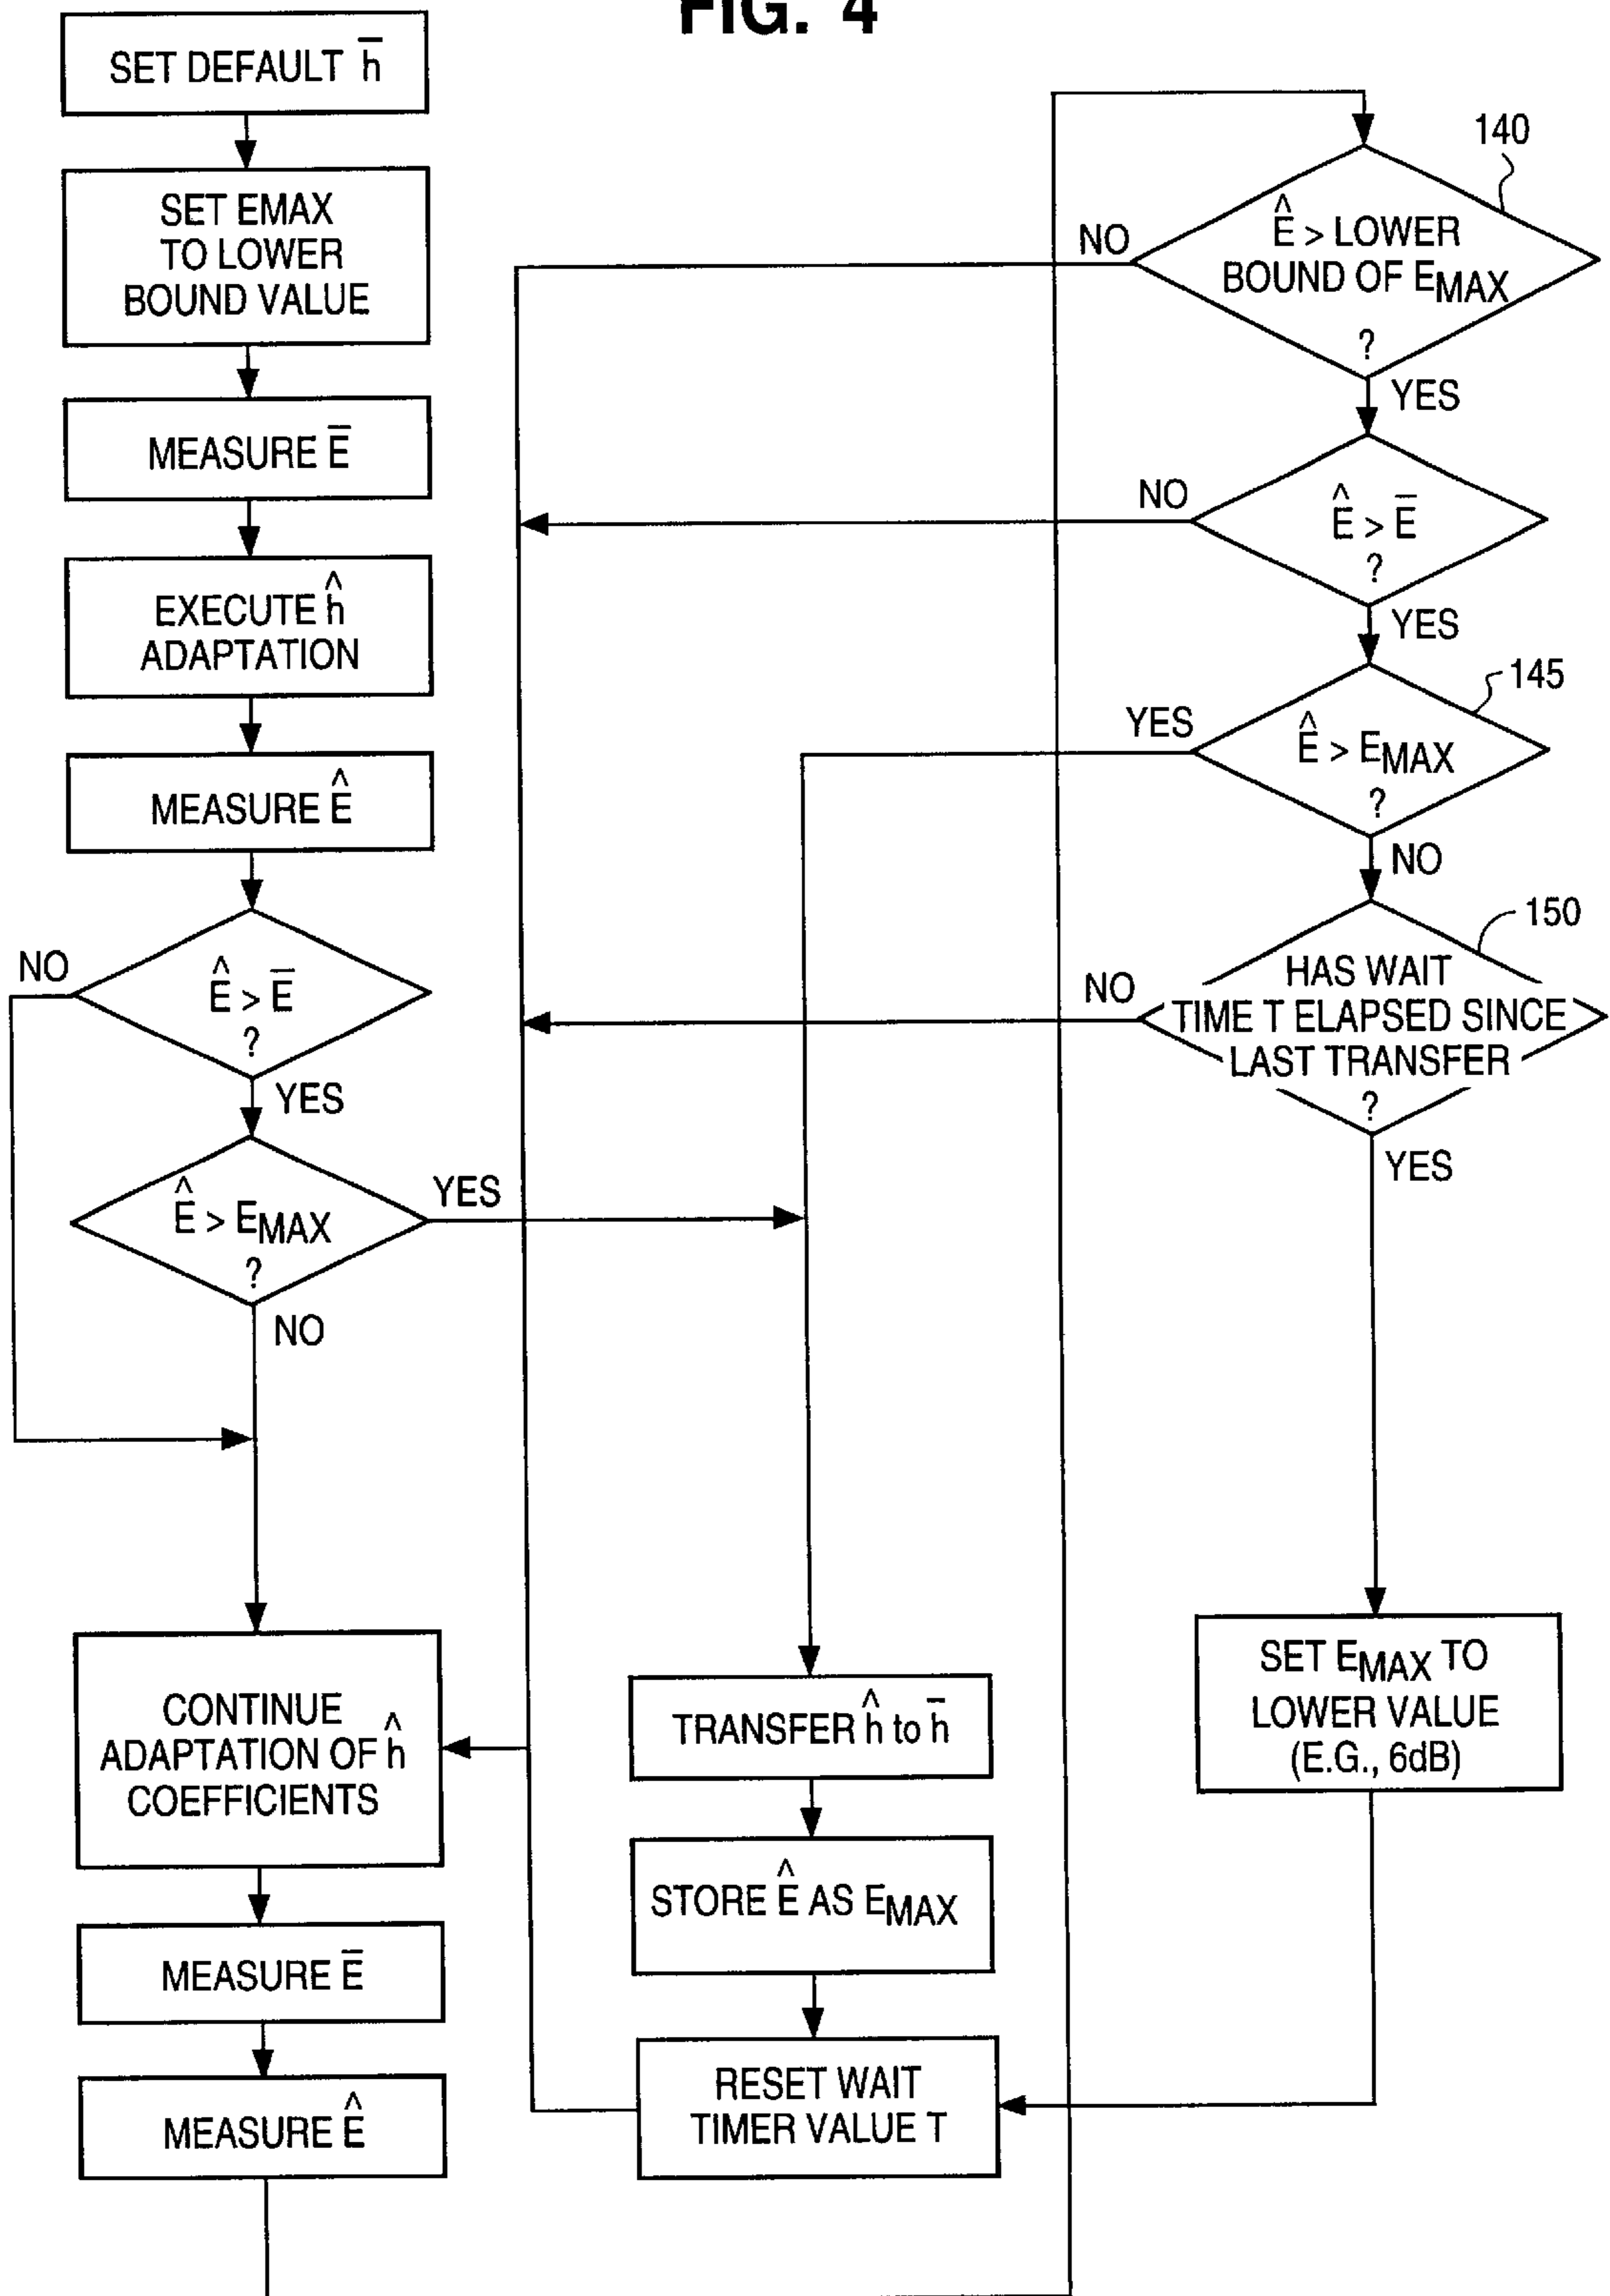 FIG. 4
SET DEFAULT h̅
SET EMAX
TO LOWER
BOUND VALUE
MEASURE E̅
EXECUTE ĥ
ADAPTATION
MEASURE Ê
Ê > E̅
?
NO
YES
Ê > EMAX
?
YES
NO
CONTINUE
ADAPTATION OF ĥ
COEFFICIENTS
MEASURE E̅
MEASURE Ê
TRANSFER ĥ to h̅
STORE Ê AS EMAX
RESET WAIT
TIMER VALUE T
140
Ê > LOWER
BOUND OF EMAX
?
NO
YES
Ê > E̅
?
NO
YES
145
Ê > EMAX
?
YES
NO
150
HAS WAIT
TIME T ELAPSED SINCE
LAST TRANSFER
?
NO
YES
SET EMAX TO
LOWER VALUE
(E.G., 6dB)